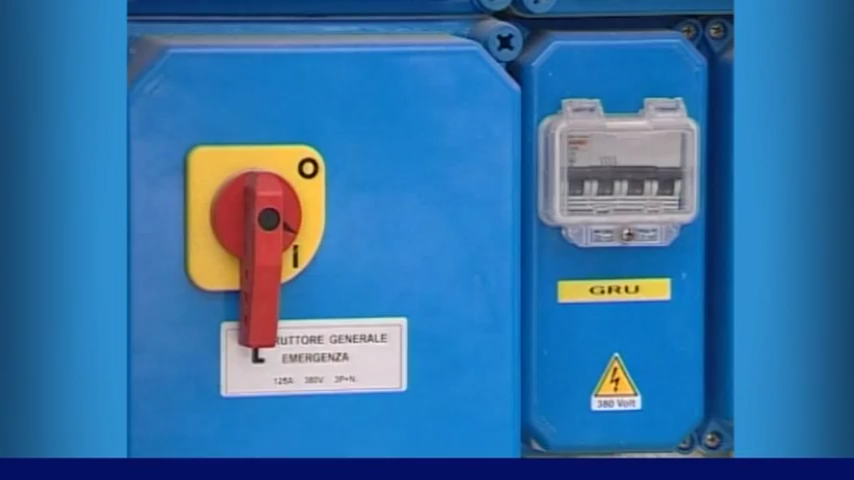 O
I
RUTTORE GENERALE
EMERGENZA
125A 380V 3P+N.
GRU
380 Volt